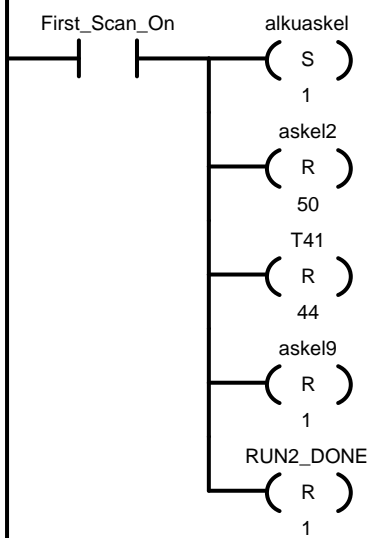 First_Scan_On alkuaskel
S
1
askel2
R
50
T41
R
44
askel9
R
1
RUN2_DONE
R
1